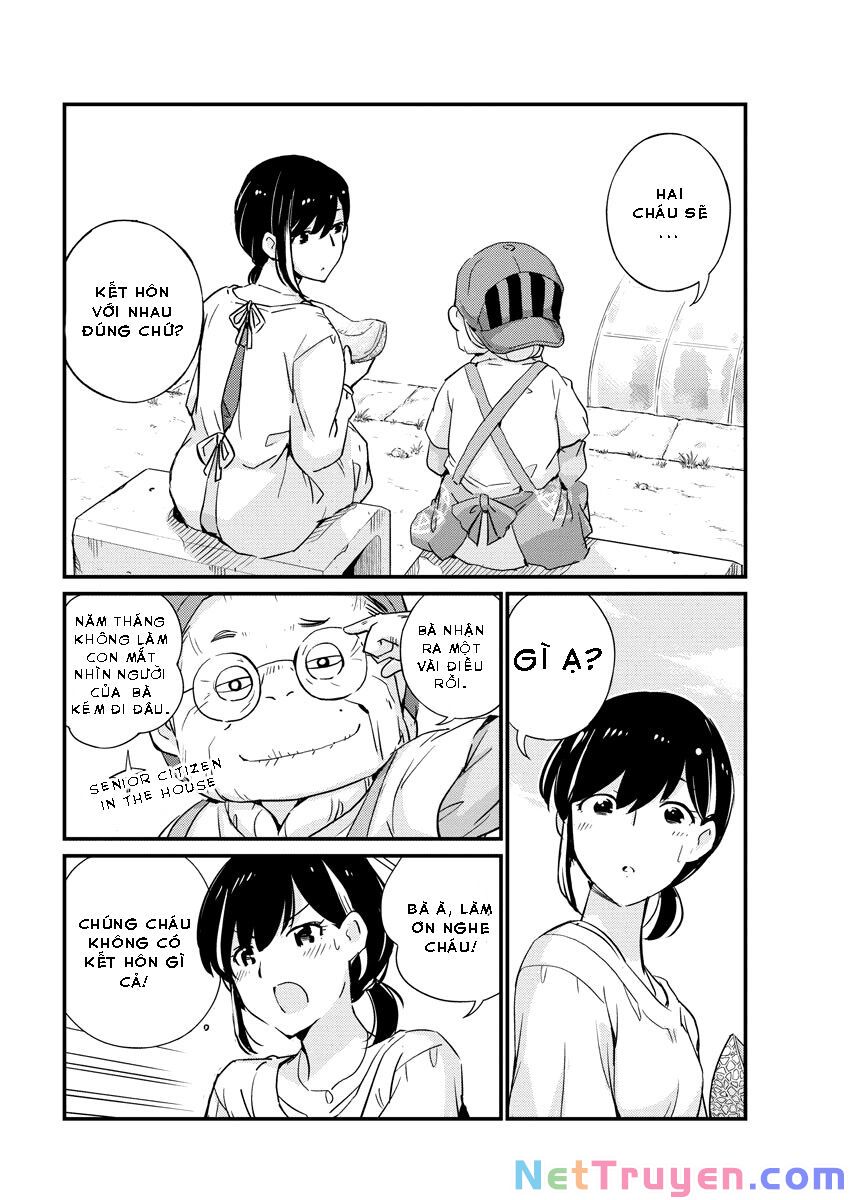 HAI
CHÁU SẼ
...
KẾT HÔN
VỚI NHAU
ĐÚNG CHỨ?
GÌ Ạ?
BÀ NHẬN
RA MỘT
VÀI ĐIỀU
RỒI.
NĂM THÁNG
KHÔNG LÀM
CON MẮT
NHÌN NGƯỜI
CỦA BÀ
KÉM ĐI ĐÂU.
SENIOR CITIZEN
IN THE HOUSE
BÀ À, LÀM
ƠN NGHE
CHÁU!
CHÚNG CHÁU
KHÔNG CÓ
KẾT HÔN GÌ
CẢ!
NetTruyen.com